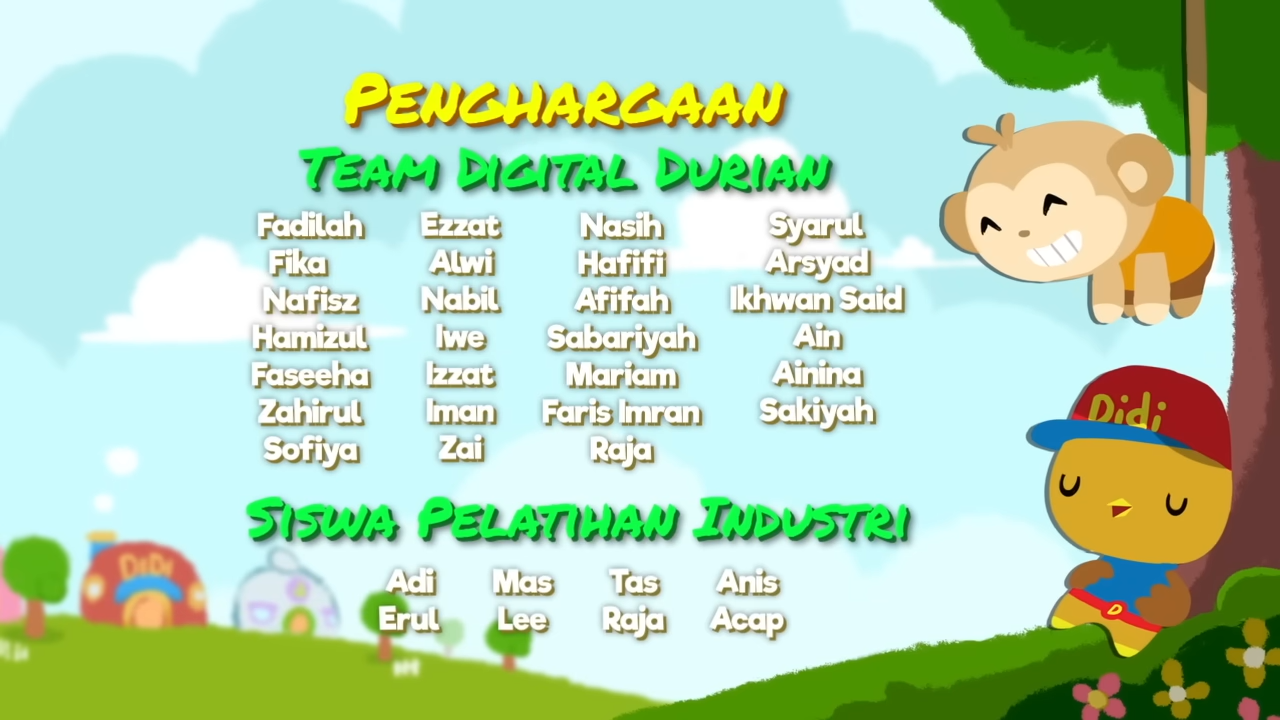 Penghargaan
Team Digital Durian
Fadilah Ezzat Nasih Syarul
Fika Alwi Hafifi Arsyad
Nafisz Nabil Afifah Ikhwan Said
Hamizul Iwe Sabariyah Ain
Faseeha Izzat Mariam Ainina
Zahirul Iman Faris Imran Sakiyah
Sofiya Zai Raja
Siswa Pelatihan Industri
Adi Mas Tas Anis
Erul Lee Raja Acap
Didi
DiDi
D